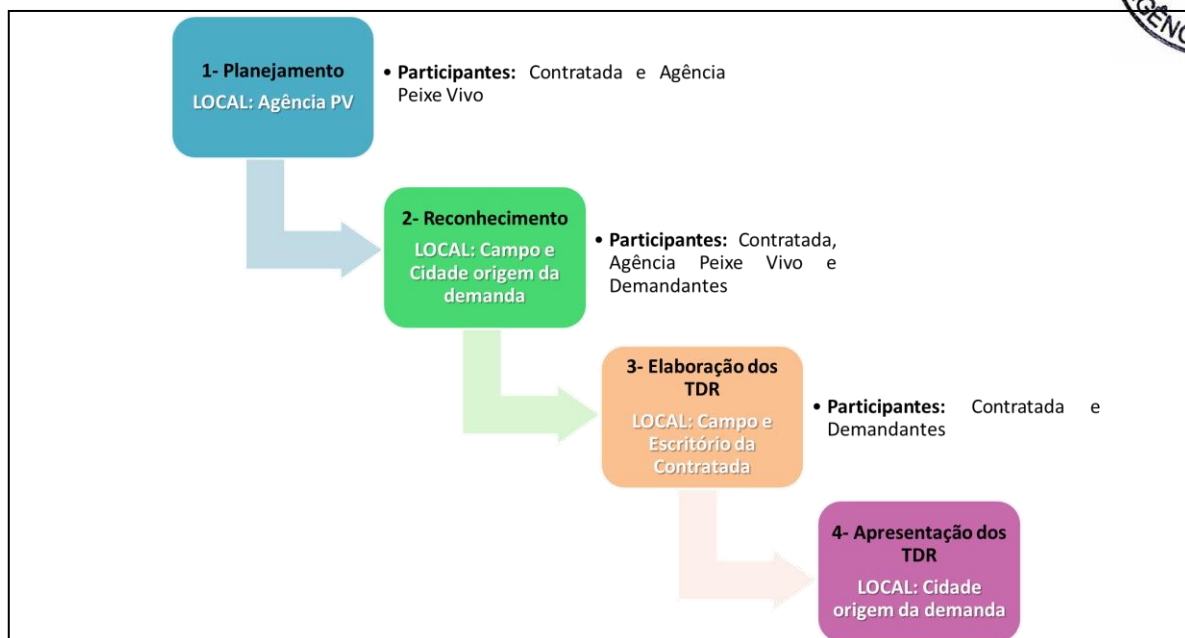 1- Planejamento
LOCAL: Agência PV
• Participantes: Contratada e Agência
Peixe Vivo
2- Reconhecimento
LOCAL: Campo e
Cidade origem da
demanda
• Participantes: Contratada,
Agência Peixe Vivo e
Demandantes
3- Elaboração dos
TDR
LOCAL: Campo e
Escritório da
Contratada
• Participantes: Contratada e
Demandantes
4- Apresentação dos
TDR
LOCAL: Cidade
origem da demanda